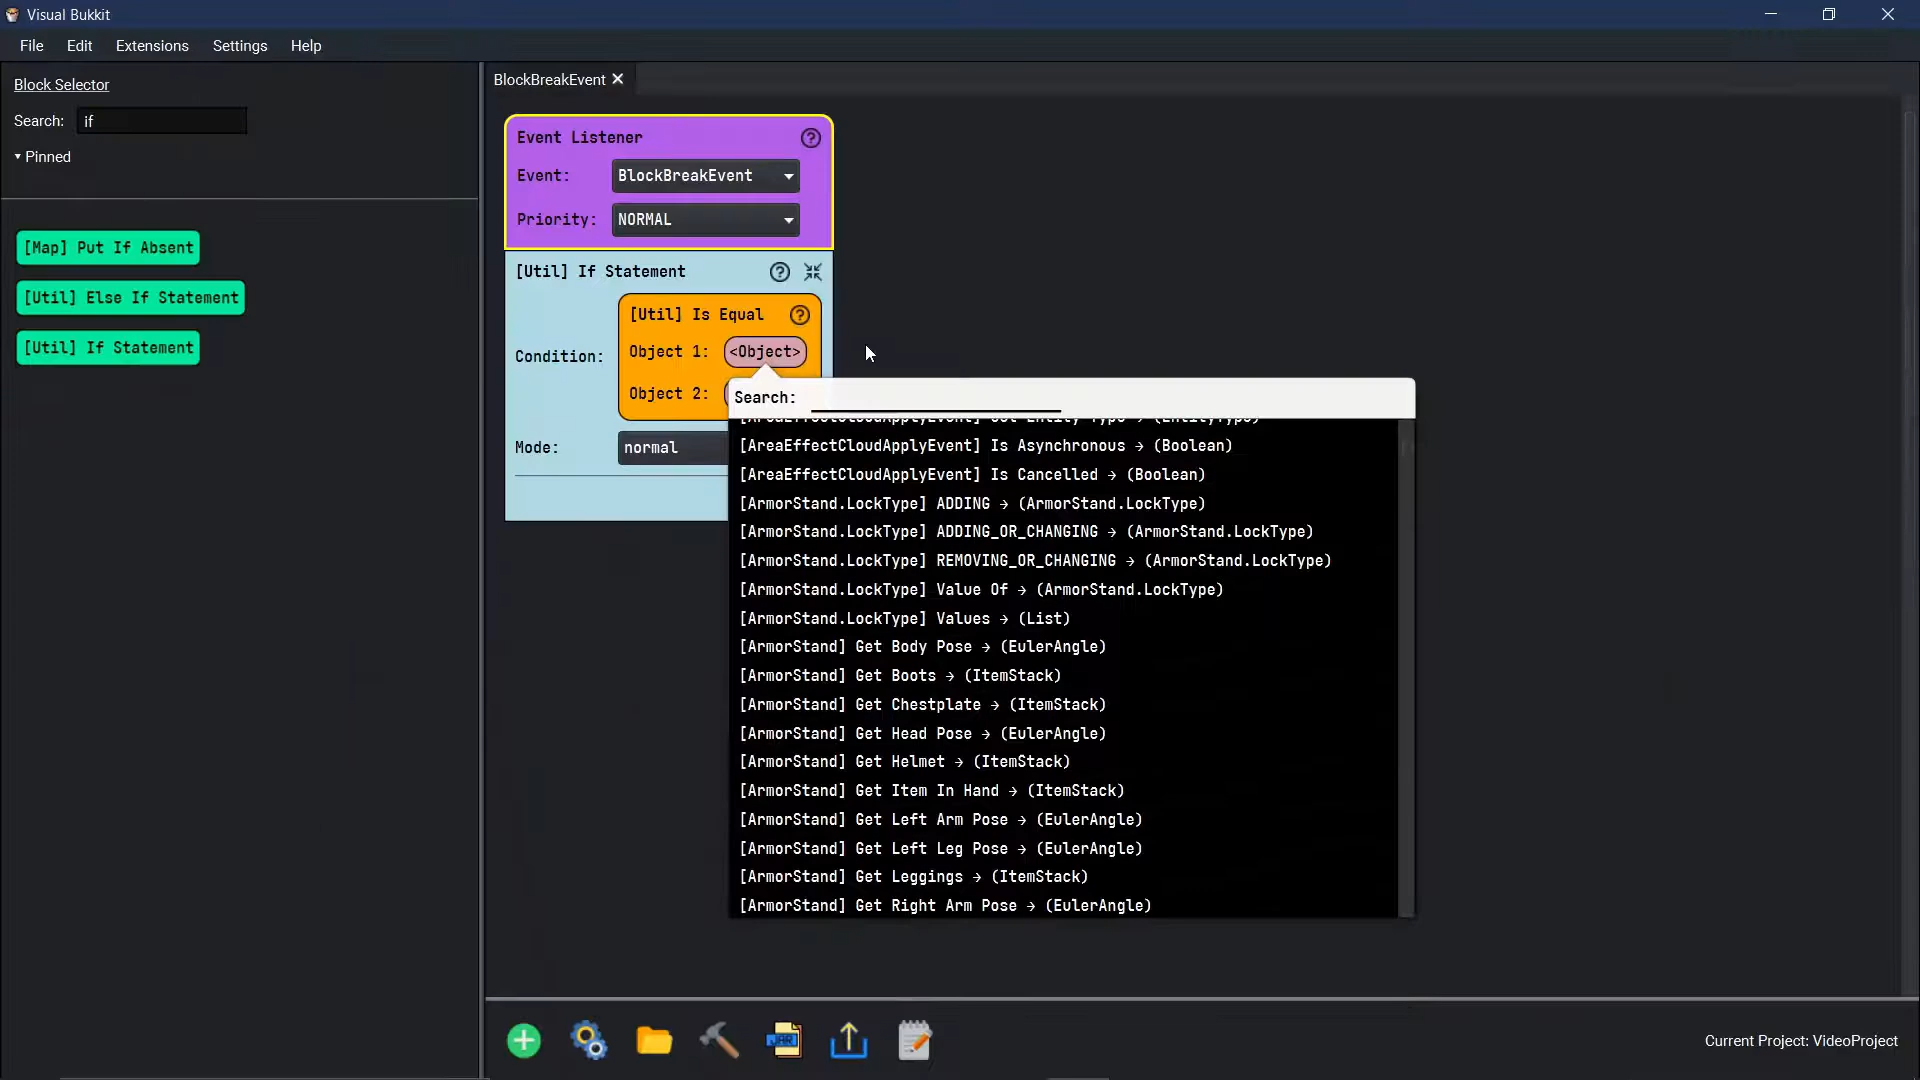 Visual Bukkit
File Edit Extensions Settings Help
Block Selector
Search: if
Pinned
[Map] Put If Absent
[Util] Else If Statement
[Util] If Statement
BlockBreakEvent
Event Listener
Event: BlockBreakEvent
Priority: NORMAL
[Util] If Statement
Condition:
[Util] Is Equal
Object 1: <Object>
Object 2:
Mode: normal
Search:
[AreaEffectCloudApplyEvent] Get Entity Type → (EntityType)
[AreaEffectCloudApplyEvent] Is Asynchronous → (Boolean)
[AreaEffectCloudApplyEvent] Is Cancelled → (Boolean)
[ArmorStand.LockType] ADDING → (ArmorStand.LockType)
[ArmorStand.LockType] ADDING_OR_CHANGING → (ArmorStand.LockType)
[ArmorStand.LockType] REMOVING_OR_CHANGING → (ArmorStand.LockType)
[ArmorStand.LockType] Value Of → (ArmorStand.LockType)
[ArmorStand.LockType] Values → (List)
[ArmorStand] Get Body Pose → (EulerAngle)
[ArmorStand] Get Boots → (ItemStack)
[ArmorStand] Get Chestplate → (ItemStack)
[ArmorStand] Get Head Pose → (EulerAngle)
[ArmorStand] Get Helmet → (ItemStack)
[ArmorStand] Get Item In Hand → (ItemStack)
[ArmorStand] Get Left Arm Pose → (EulerAngle)
[ArmorStand] Get Left Leg Pose → (EulerAngle)
[ArmorStand] Get Leggings → (ItemStack)
[ArmorStand] Get Right Arm Pose → (EulerAngle)
JAR
Current Project: VideoProject